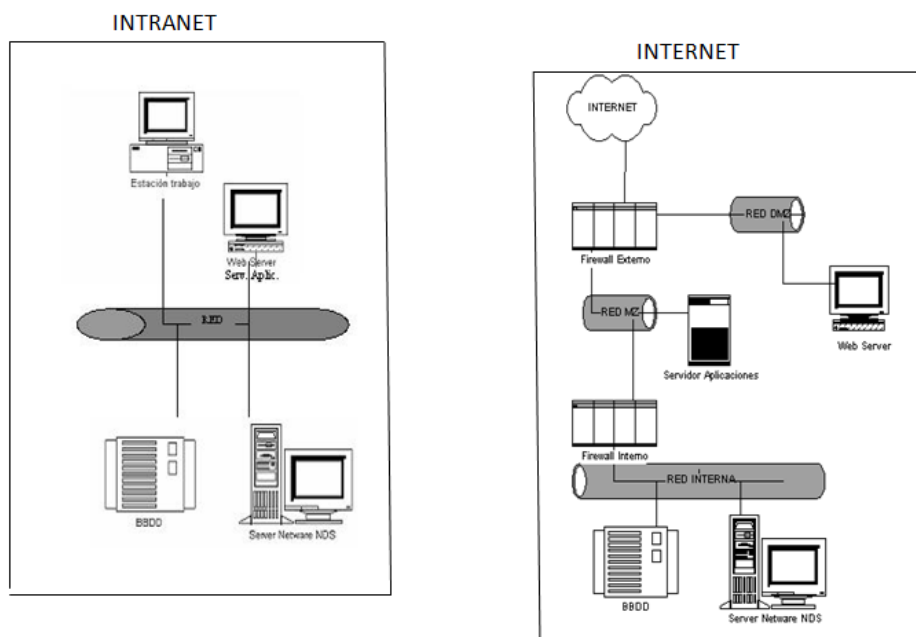 INTRANET
Estación trabajo
Web Server
Serv. Aplic.
RED
BBDD
Server Netware NDS
INTERNET
INTERNET
RED DMZ
Firewall Externo
Web Server
RED MZ
Servidor Aplicaciones
Firewall Interno
RED INTERNA
BBDD
Server Netware NDS